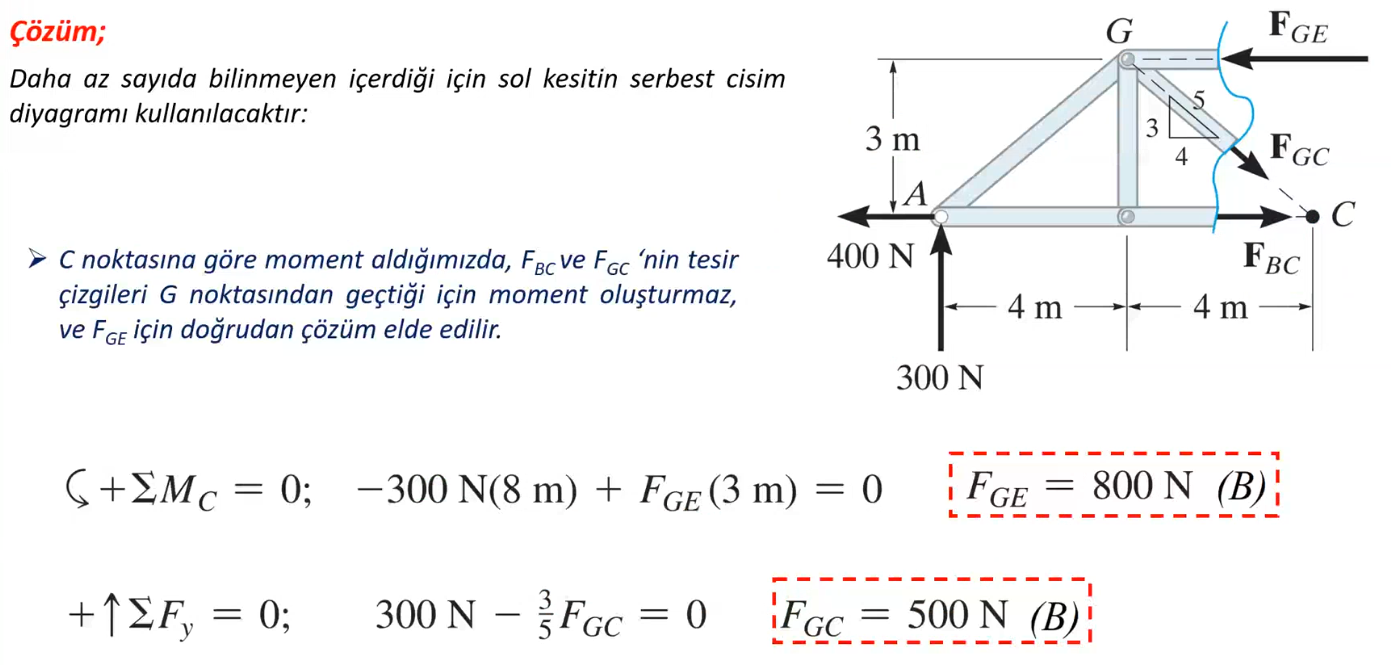 Çözüm;
Daha az sayıda bilinmeyen içerdiği için sol kesitin serbest cisim
diyagramı kullanılacaktır:
G
F_GE
3 m
5
3
4
F_GC
A
C
400 N
F_BC
4 m
4 m
300 N
➤ C noktasına göre moment aldığımızda, F_BC ve F_GC ‘nin tesir
çizgileri G noktasından geçtiği için moment oluşturmaz,
ve F_GE için doğrudan çözüm elde edilir.
⤹+ΣM_C = 0; −300 N(8 m) + F_GE(3 m) = 0 F_GE = 800 N (B)
+↑ΣF_y = 0; 300 N − 3/5 F_GC = 0 F_GC = 500 N (B)